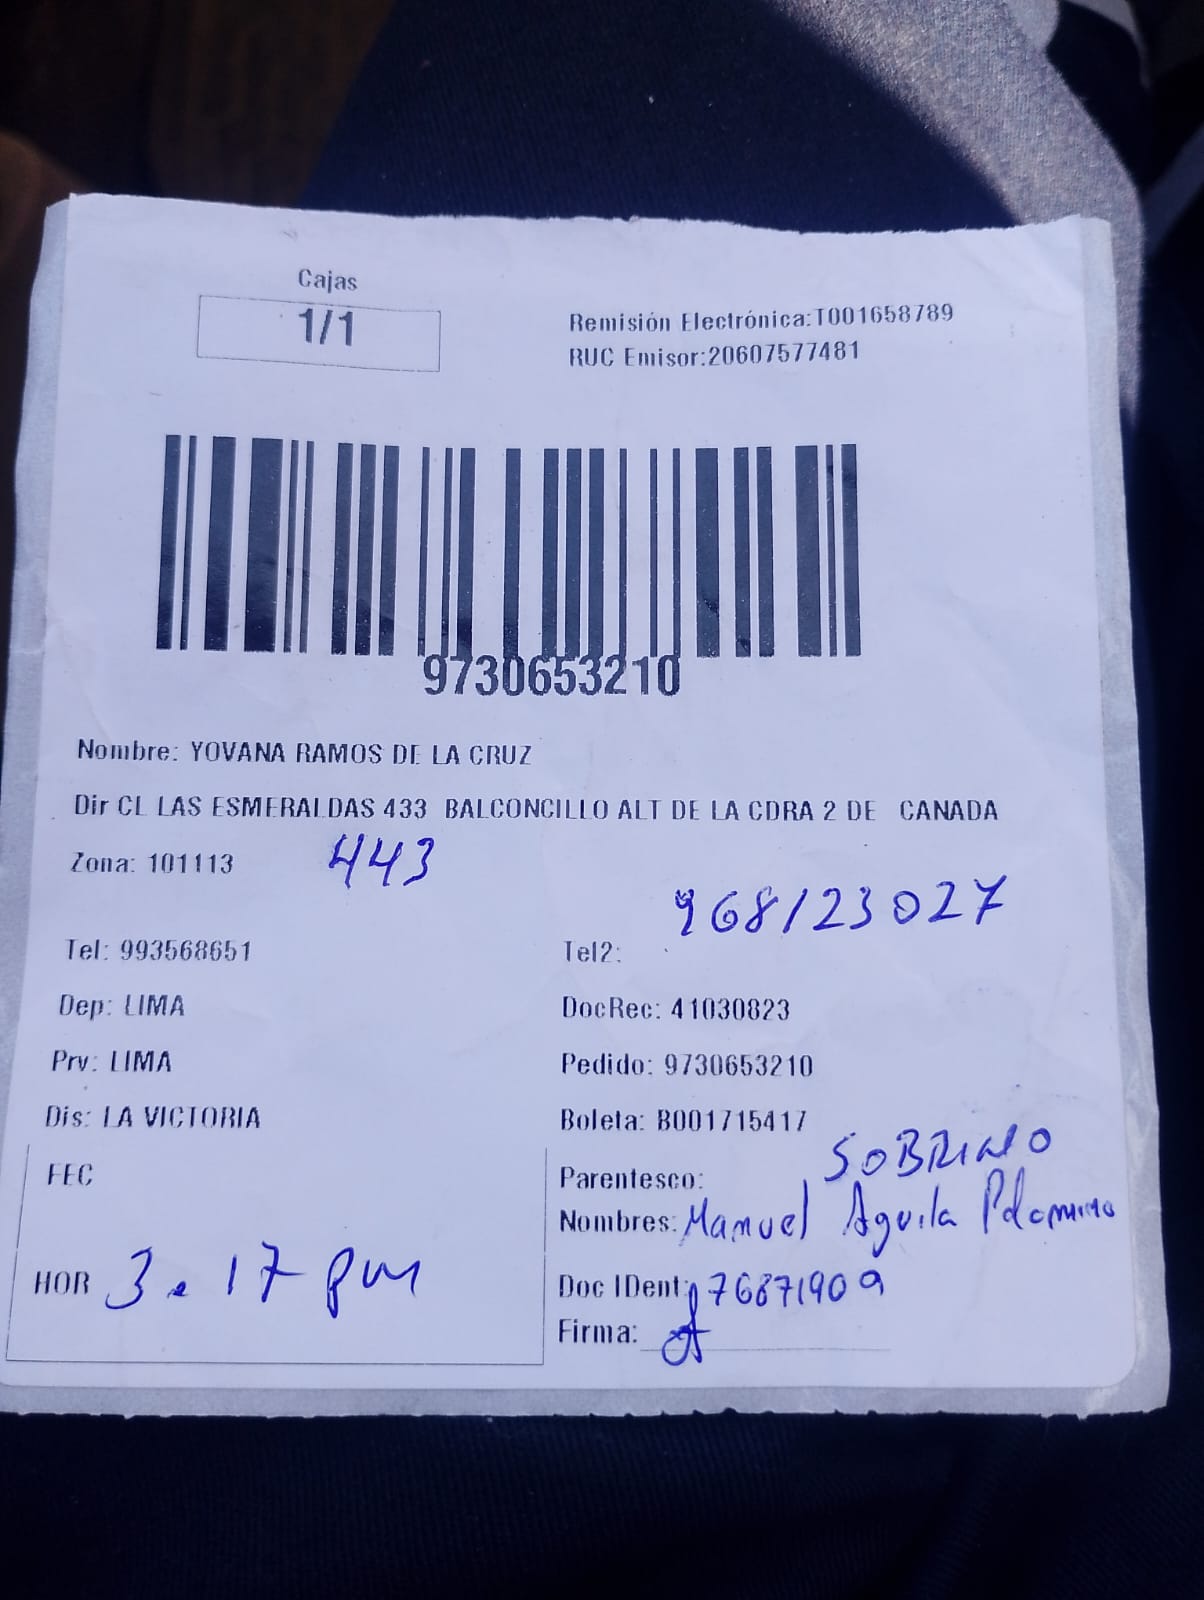 Cajas
1/1
Remisión Electrónica:T001658789
RUC Emisor:20607577481
9730653210
Nombre: YOVANA RAMOS DE LA CRUZ
Dir CL LAS ESMERALDAS 433 BALCONCILLO ALT DE LA CDRA 2 DE CANADA
Zona: 101113
443
968123027
Tel: 993568651
Tel2:
Dep: LIMA
DocRec: 41030823
Prv: LIMA
Pedido: 9730653210
Dis: LA VICTORIA
Boleta: B001715417
FEC
Parentesco: SOBRINO
Nombres: Manuel Aguila Palomino
HOR 3.17 pm
Doc IDent: 76871909
Firma: